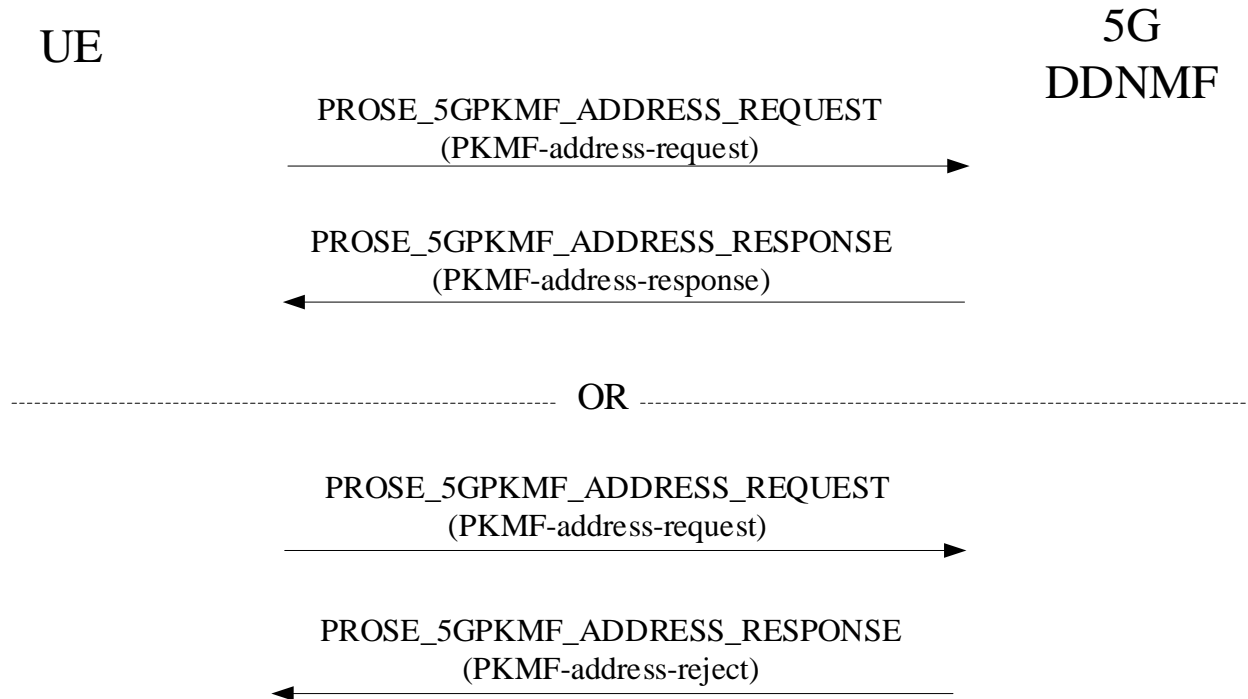 UE
5G
DDNMF
PROSE_5GPKMF_ADDRESS_REQUEST
(PKMF-address-request)
PROSE_5GPKMF_ADDRESS_RESPONSE
(PKMF-address-response)
OR
PROSE_5GPKMF_ADDRESS_REQUEST
(PKMF-address-request)
PROSE_5GPKMF_ADDRESS_RESPONSE
(PKMF-address-reject)